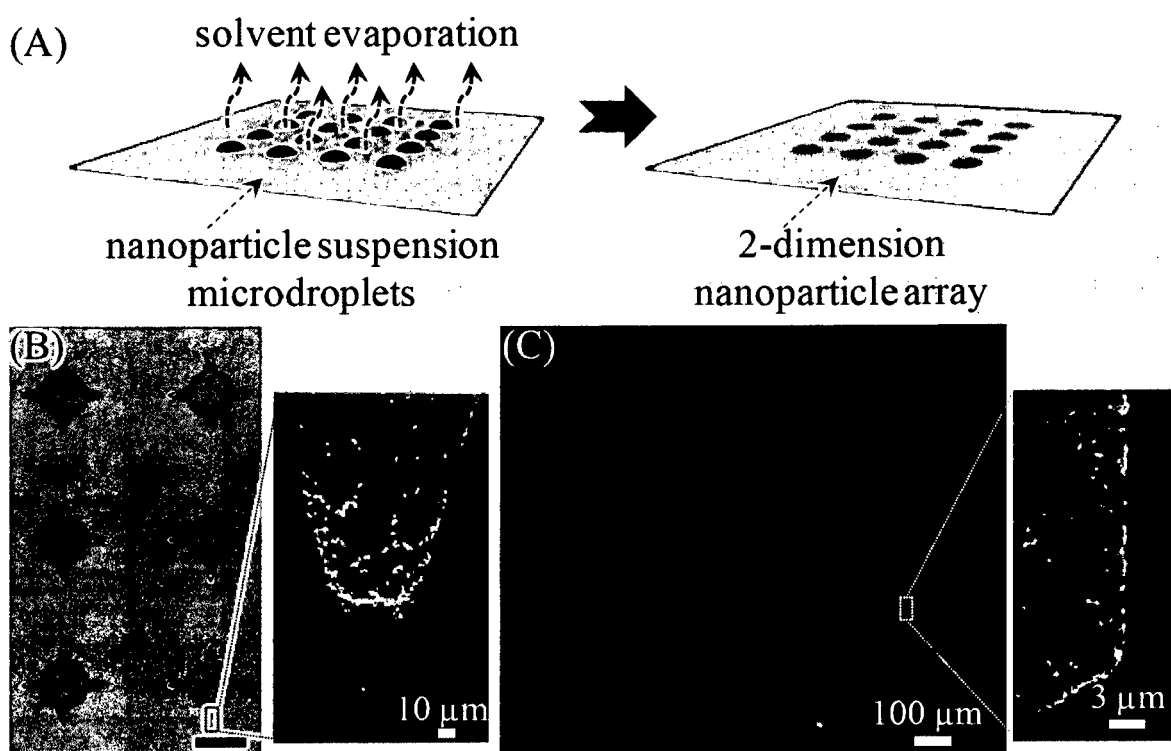 (A)
solvent evaporation
nanoparticle suspension
microdroplets
2-dimension
nanoparticle array
(B)
10 µm
(C)
100 µm
3 µm